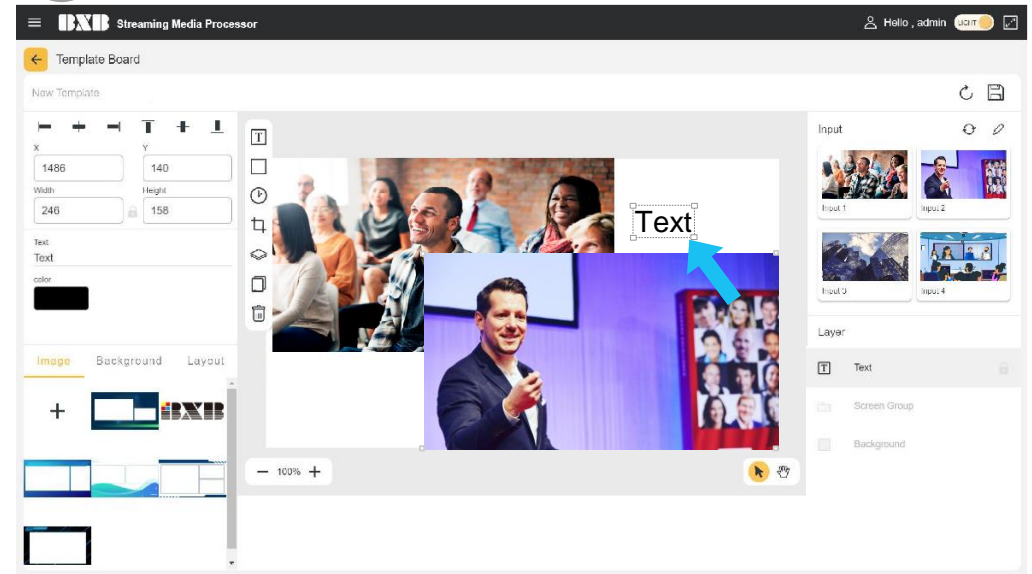 BXB Streaming Media Processor
Hello , admin
LIGHT
Template Board
New Template
X
Y
1486
140
Width
Height
246
158
Text
Text
color
Image
Background
Layout
BXB
100%
T
Text
Input
Input 1
Input 2
Input 3
Input 4
Layer
T
Text
Screen Group
Background